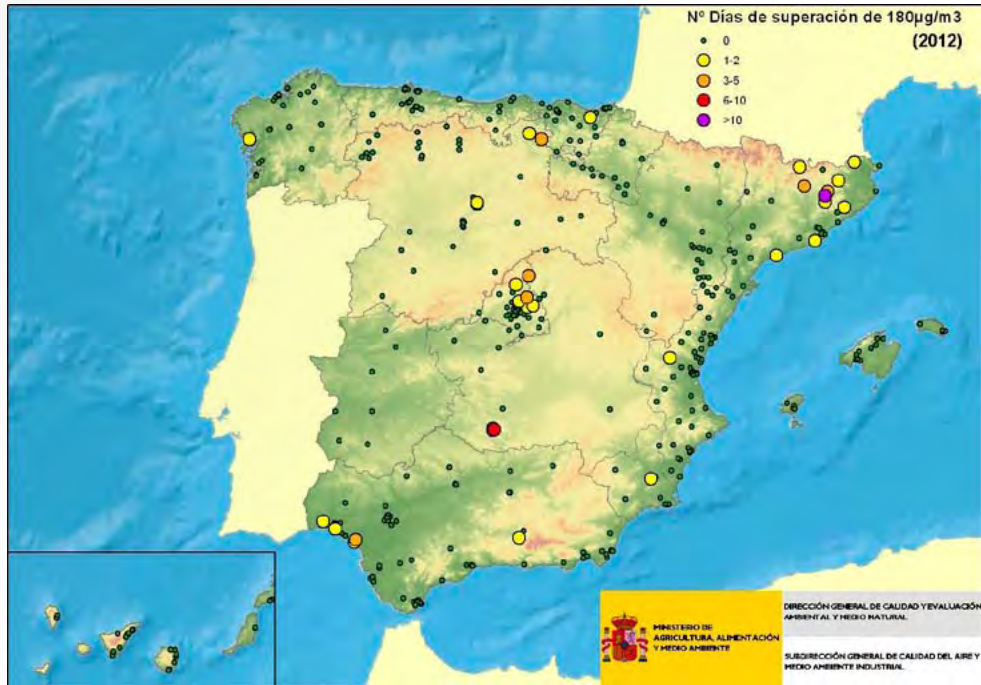 Nº Días de superación de 180µg/m3
(2012)
0
1-2
3-5
6-10
>10
MINISTERIO DE
AGRICULTURA, ALIMENTACIÓN
Y MEDIO AMBIENTE
DIRECCIÓN GENERAL DE CALIDAD Y EVALUACIÓN
AMBIENTAL Y MEDIO NATURAL
SUBDIRECCIÓN GENERAL DE CALIDAD DEL AIRE Y
MEDIO AMBIENTE INDUSTRIAL